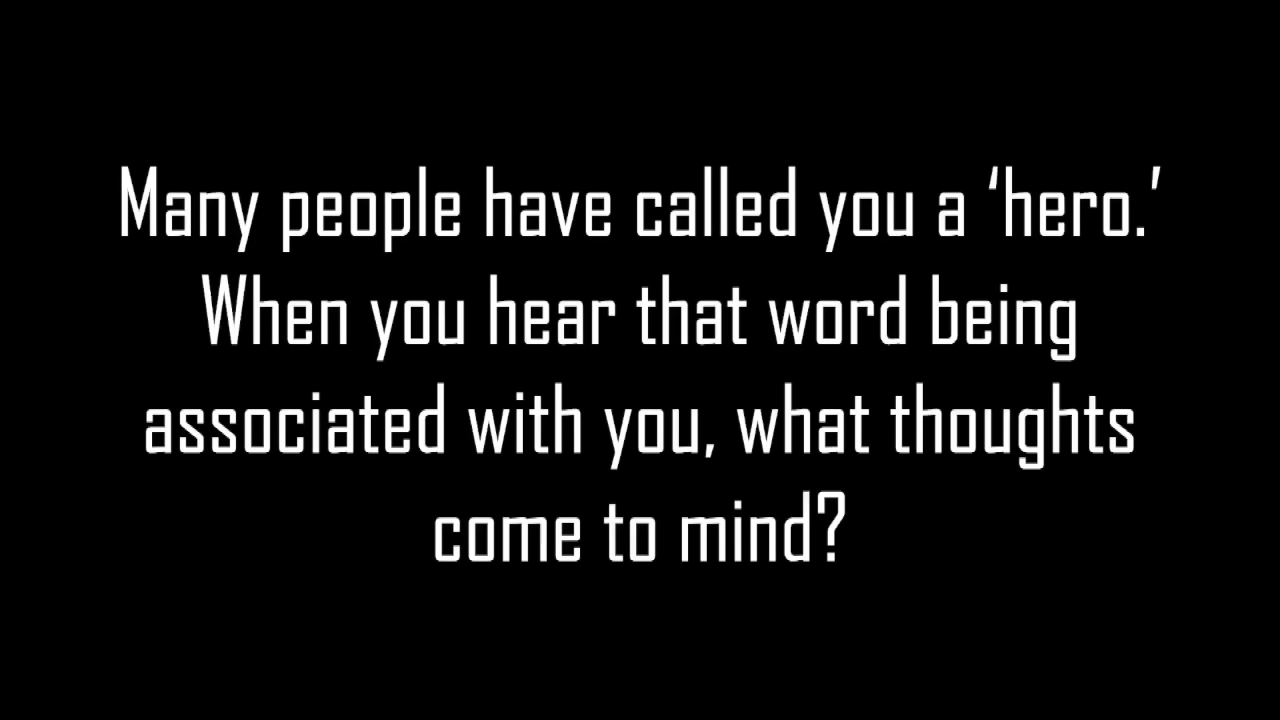 Many people have called you a ‘hero.’
When you hear that word being
associated with you, what thoughts
come to mind?